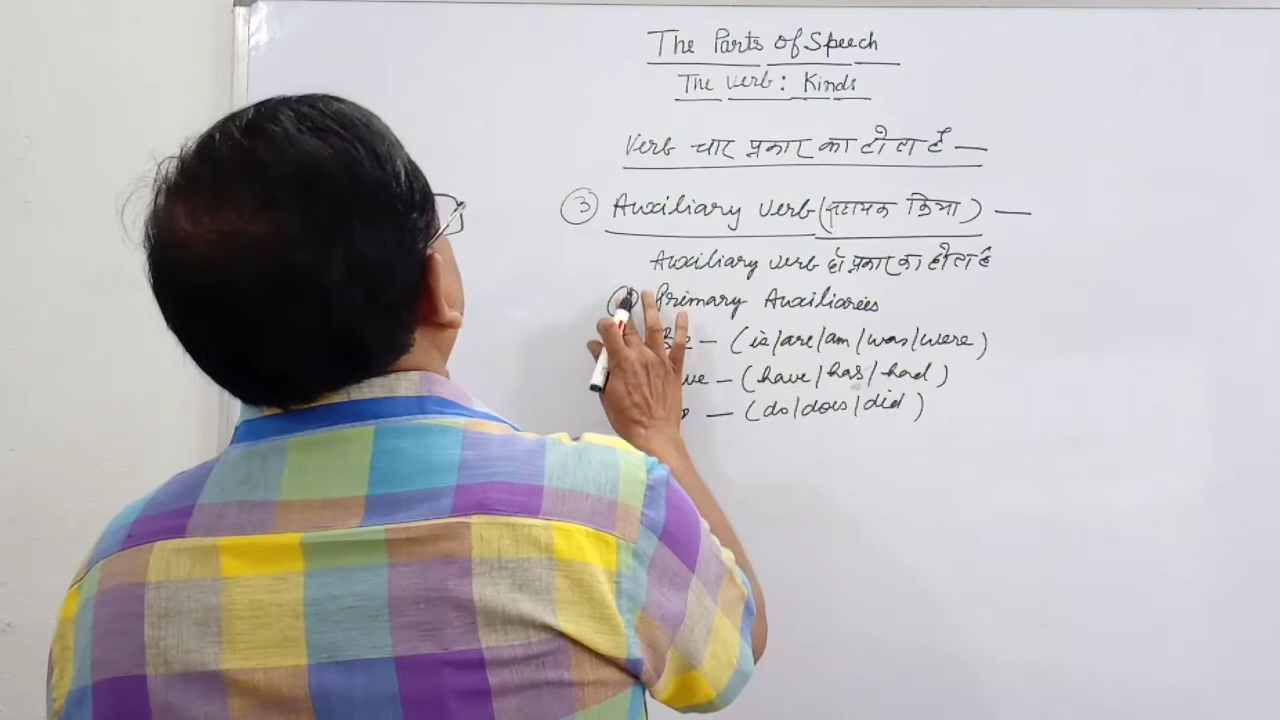 The Parts of Speech
The Verb: Kinds
Verb चार प्रकार का होता है —
③ Auxiliary Verb (सहायक क्रिया) —
Auxiliary Verb दो प्रकार का होता है
Primary Auxiliaries
Be – (is/are/am/was/were)
– (have/has/had)
– (do/does/did)